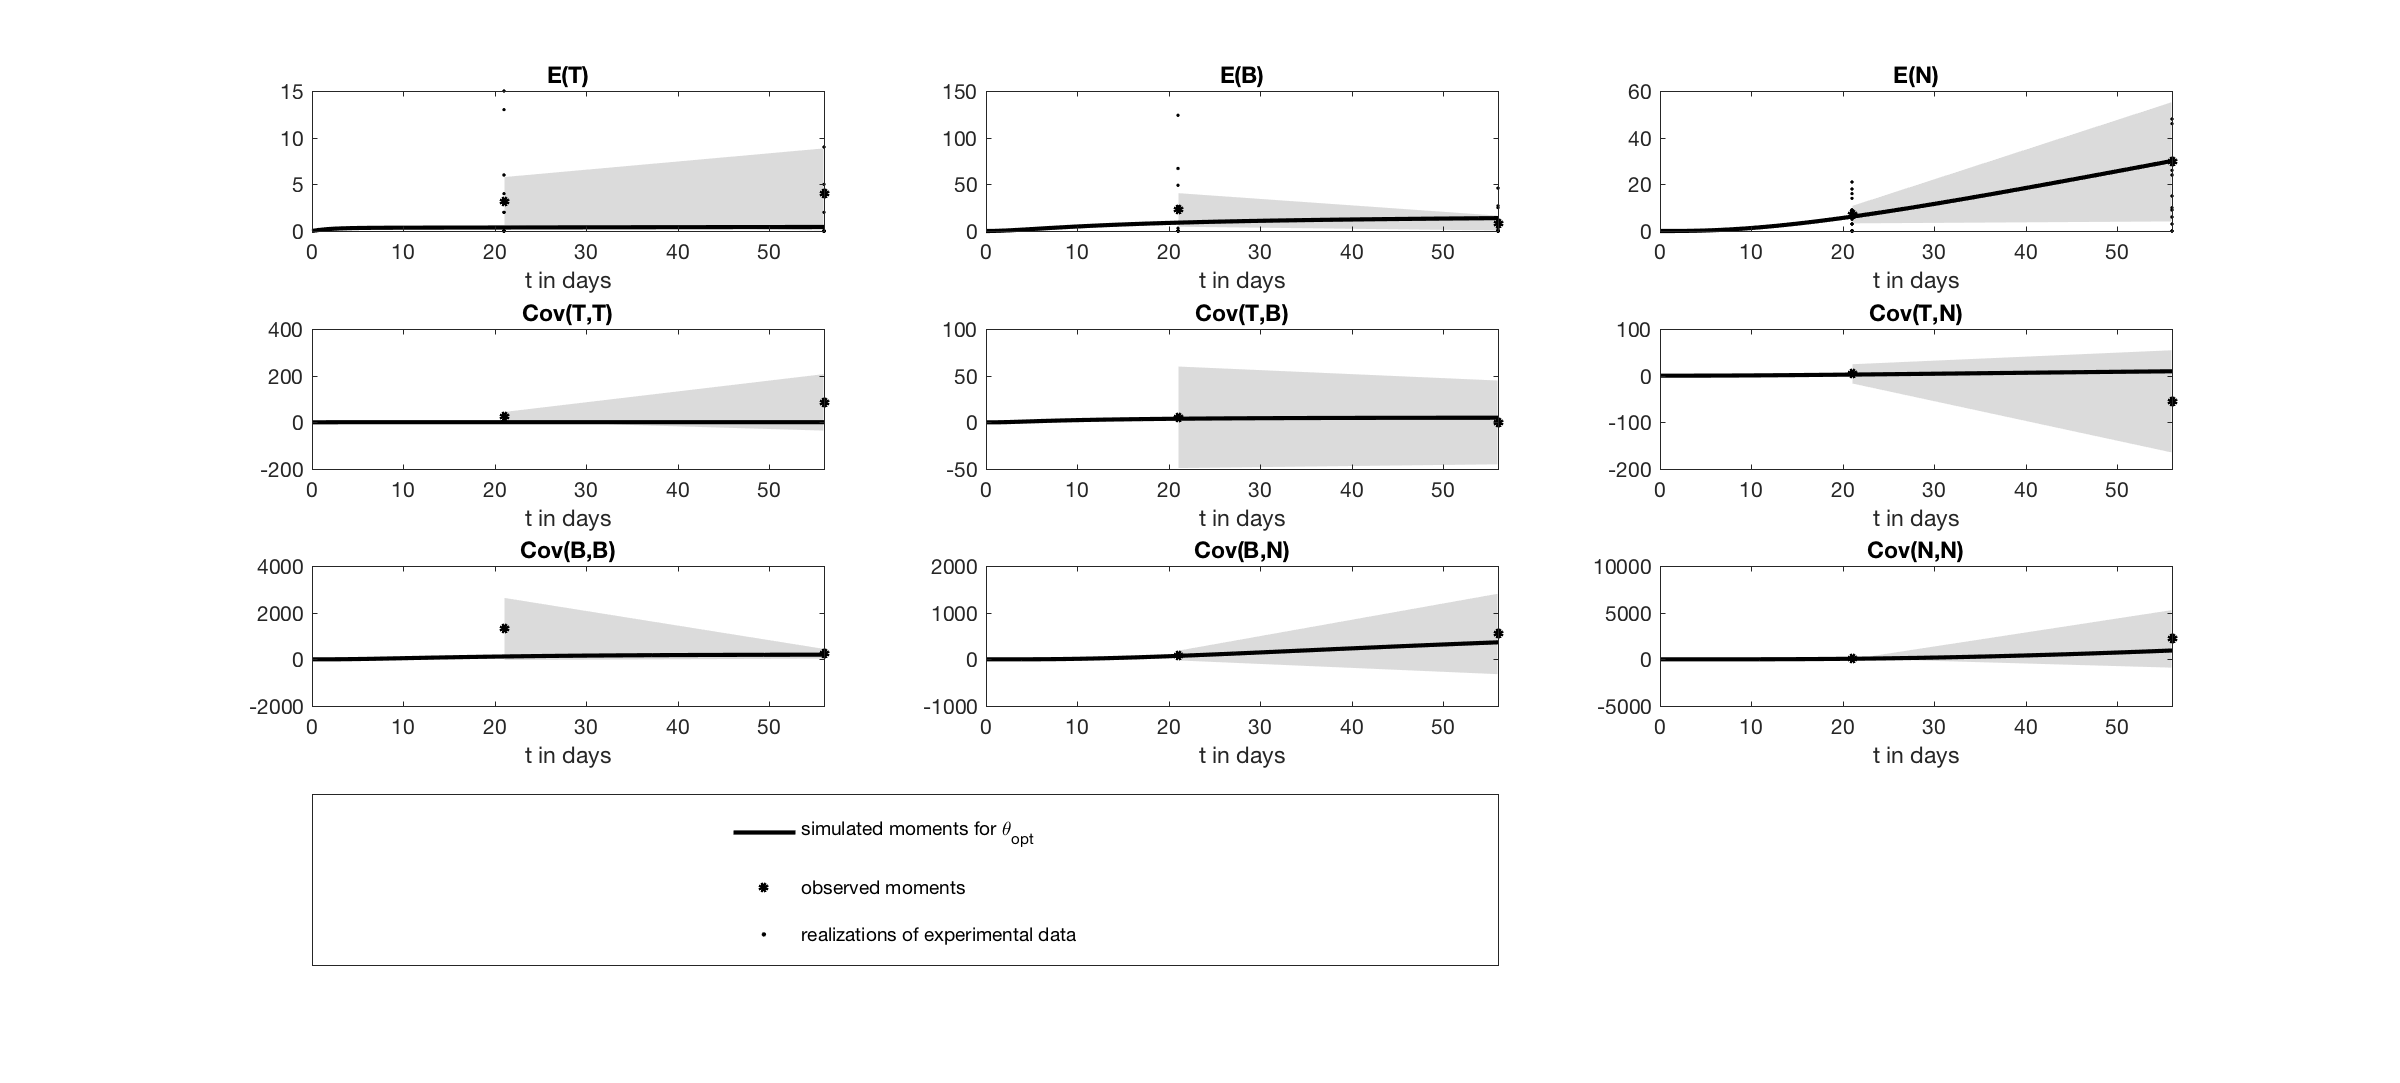 E(T) E(B) E(N)
15 150 60
10 100 40
5 50 20
0 0 0
0 10 20 30 40 50 0 10 20 30 40 50 0 10 20 30 40 50
t in days t in days t in days
Cov(T,T) Cov(T,B) Cov(T,N)
400 100 100
200 50 0
0 0 -100
-200 -50 -200
0 10 20 30 40 50 0 10 20 30 40 50 0 10 20 30 40 50
t in days t in days t in days
Cov(B,B) Cov(B,N) Cov(N,N)
4000 2000 10000
2000 1000 5000
0 0 0
-2000 -1000 -5000
0 10 20 30 40 50 0 10 20 30 40 50 0 10 20 30 40 50
t in days t in days t in days
simulated moments for θ_opt
observed moments
realizations of experimental data